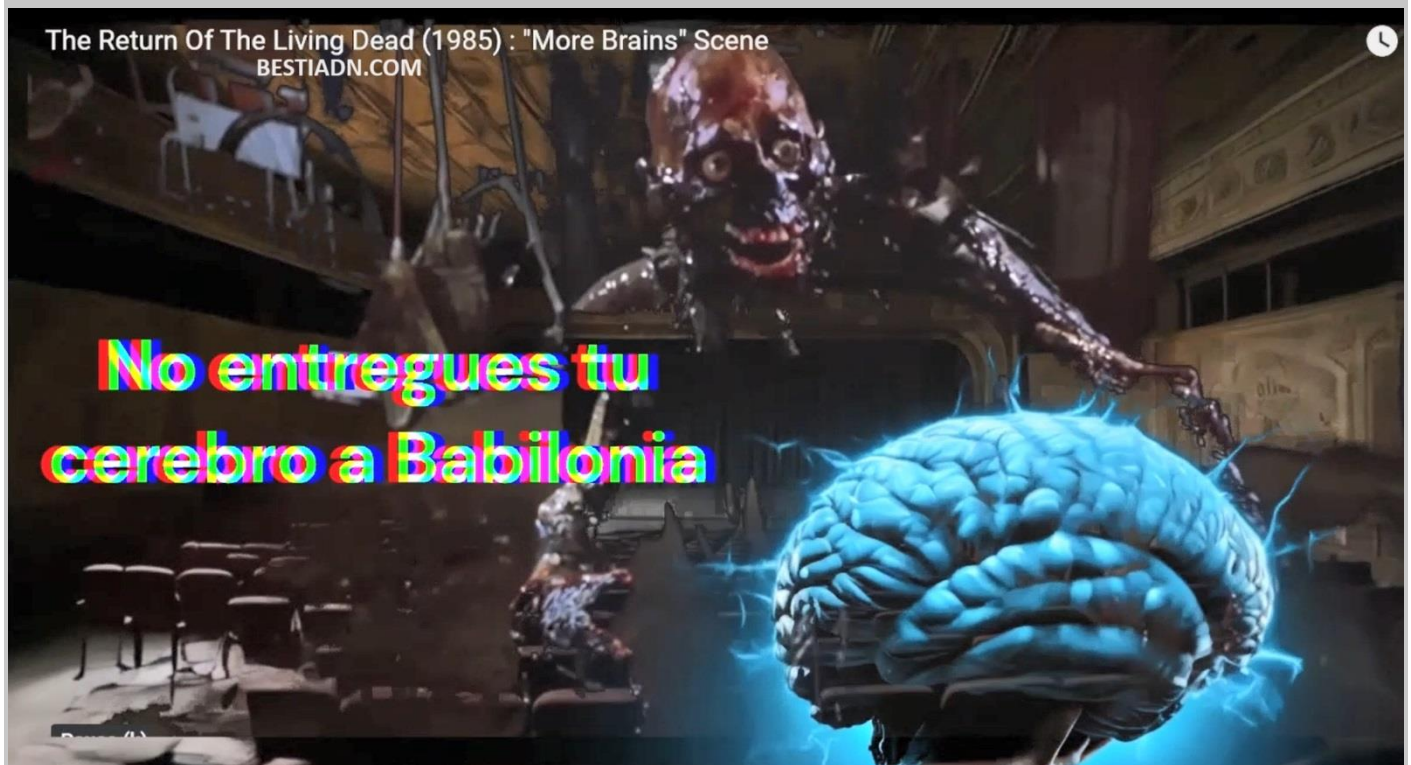 The Return Of The Living Dead (1985) : "More Brains" Scene
BESTIADN.COM
No entregues tu
cerebro a Babilonia